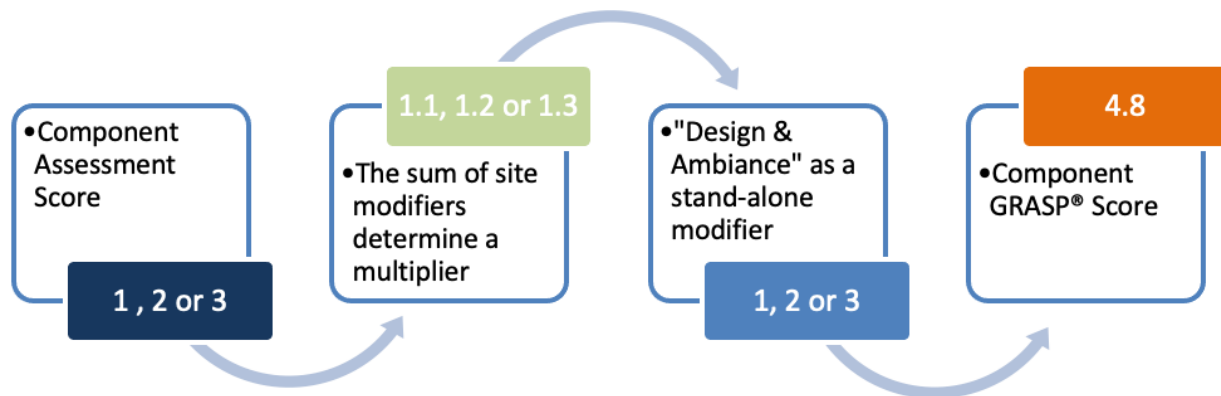 •Component
Assessment
Score
1 , 2 or 3
1.1, 1.2 or 1.3
•The sum of site
modifiers
determine a
multiplier
•"Design &
Ambiance" as a
stand-alone
modifier
1, 2 or 3
4.8
•Component
GRASP® Score